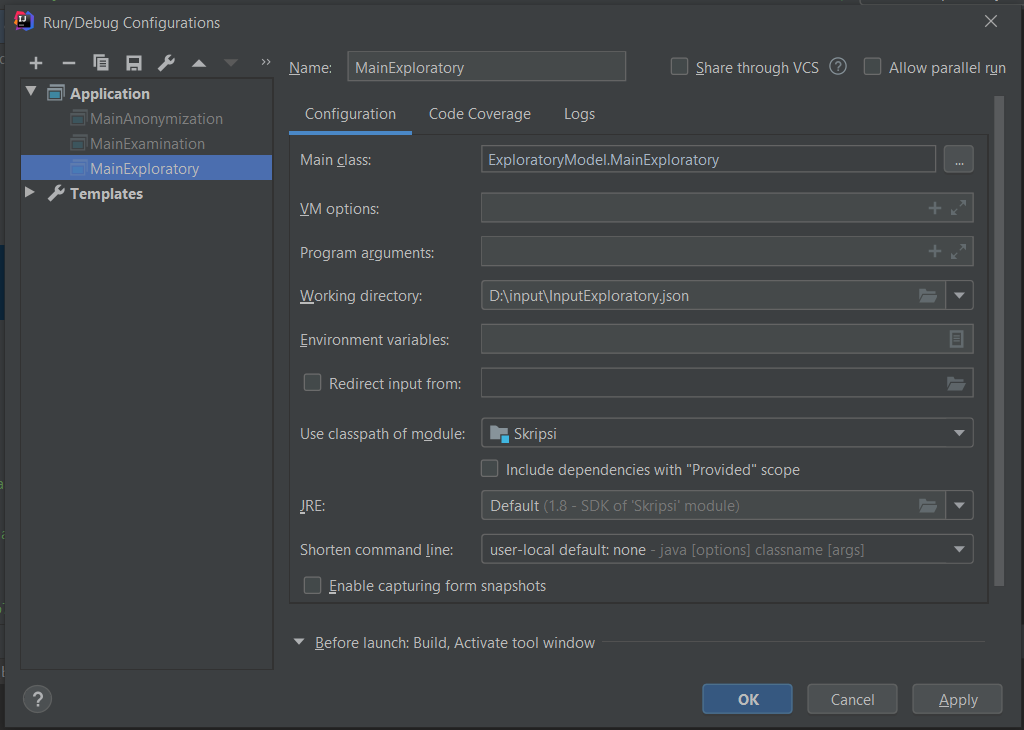 Run/Debug Configurations
Name: MainExploratory Share through VCS ? Allow parallel run
Application
MainAnonymization
MainExamination
MainExploratory
Templates
Configuration Code Coverage Logs
Main class: ExploratoryModel.MainExploratory ...
VM options:
Program arguments:
Working directory: D:\input\InputExploratory.json
Environment variables:
Redirect input from:
Use classpath of module: Skripsi
Include dependencies with "Provided" scope
JRE: Default (1.8 - SDK of 'Skripsi' module)
Shorten command line: user-local default: none - java [options] classname [args]
Enable capturing form snapshots
Before launch: Build, Activate tool window
? OK Cancel Apply